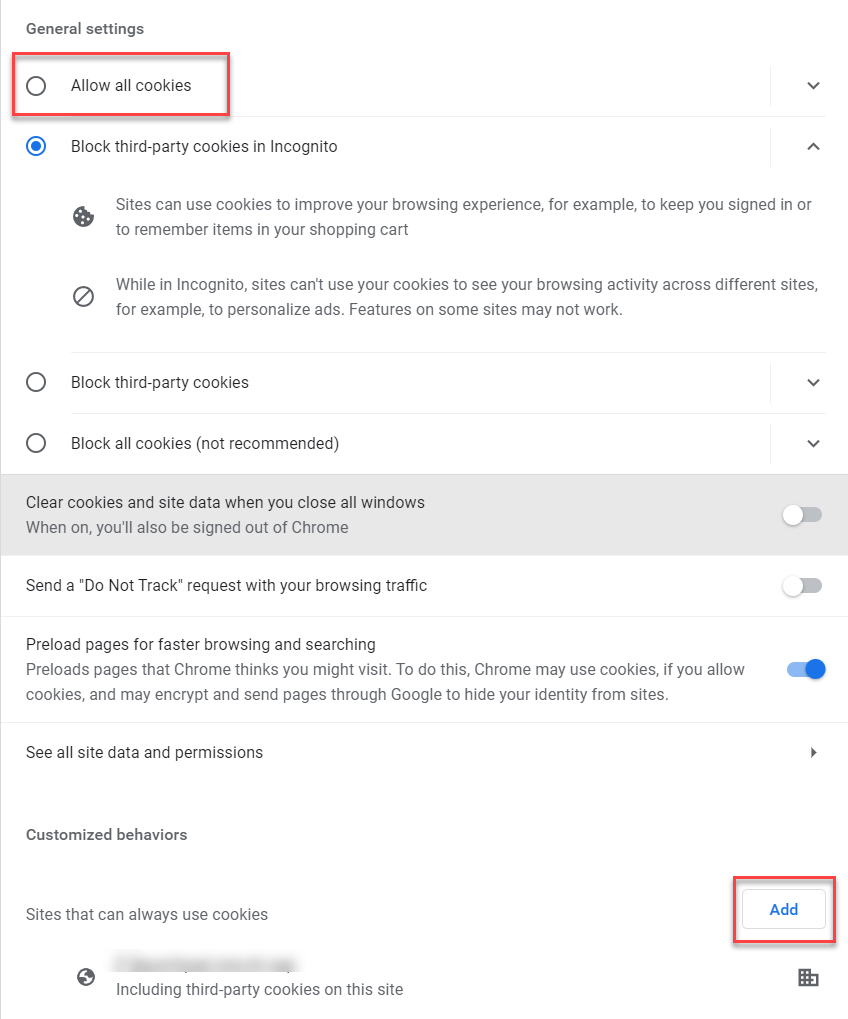 General settings
Allow all cookies
Block third-party cookies in Incognito
Sites can use cookies to improve your browsing experience, for example, to keep you signed in or
to remember items in your shopping cart
While in Incognito, sites can't use your cookies to see your browsing activity across different sites,
for example, to personalize ads. Features on some sites may not work.
Block third-party cookies
Block all cookies (not recommended)
Clear cookies and site data when you close all windows
When on, you'll also be signed out of Chrome
Send a "Do Not Track" request with your browsing traffic
Preload pages for faster browsing and searching
Preloads pages that Chrome thinks you might visit. To do this, Chrome may use cookies, if you allow
cookies, and may encrypt and send pages through Google to hide your identity from sites.
See all site data and permissions
Customized behaviors
Sites that can always use cookies
Add
Including third-party cookies on this site